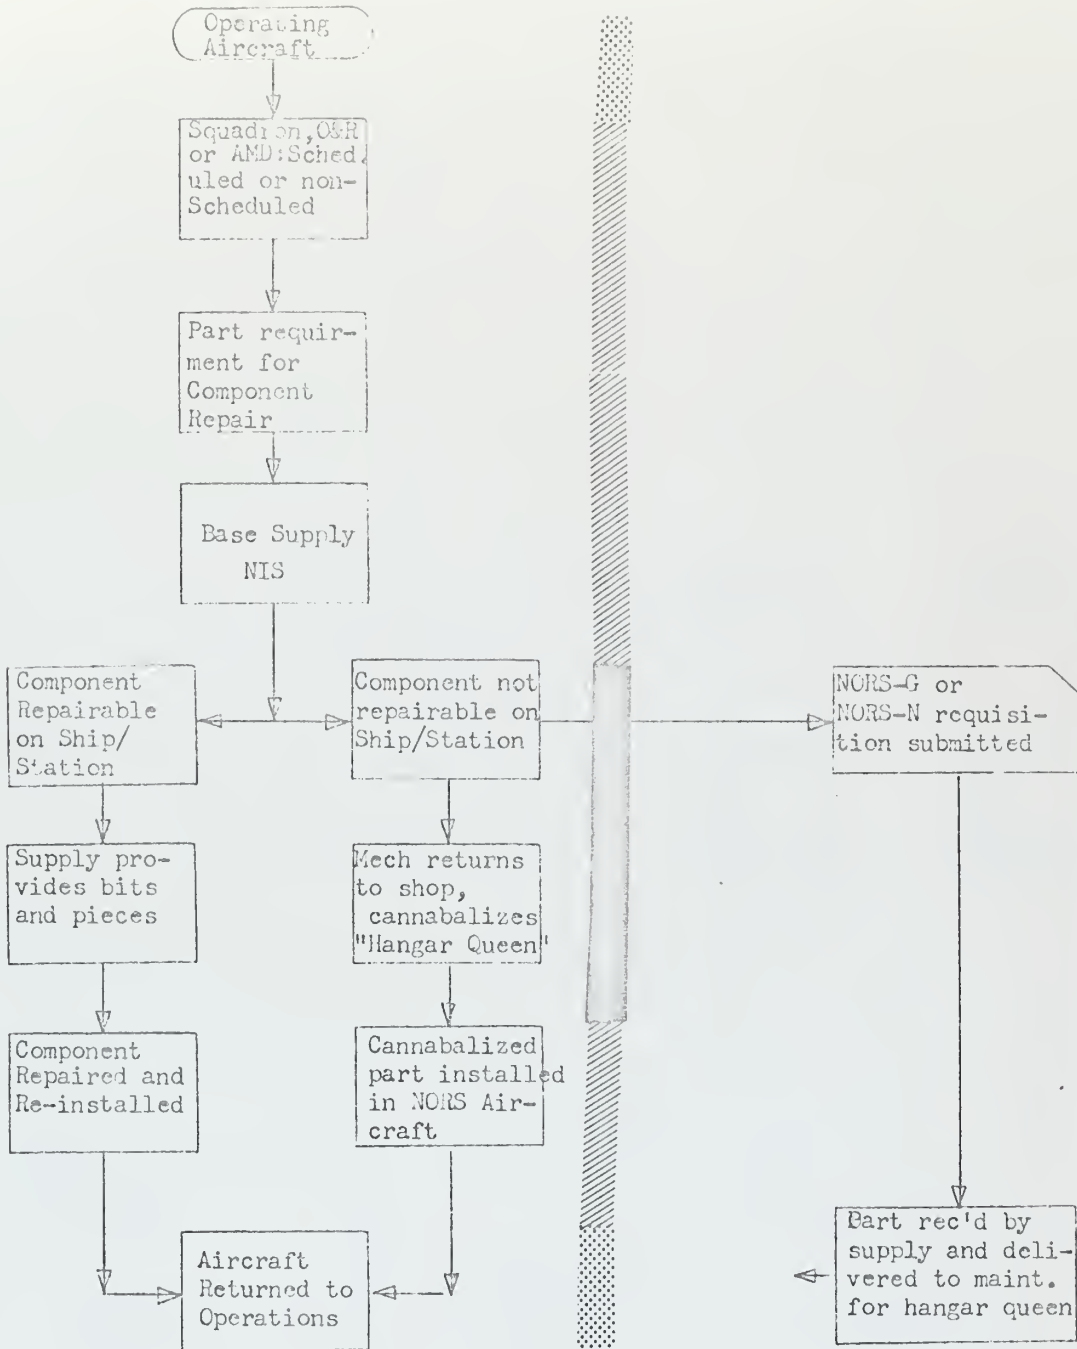 Operating
Aircraft
Squadron,O&R
or AMD:Sched,
uled or non-
Scheduled
Part requir-
ment for
Component
Repair
Base Supply
NIS
Component
Repairable
on Ship/
Station
Component not
repairable on
Ship/Station
NORS-G or
NORS-N requisi-
tion submitted
Supply pro-
vides bits
and pieces
Mech returns
to shop,
cannabalizes
"Hangar Queen"
Component
Repaired and
Re-installed
Cannabalized
part installed
in NORS Air-
craft
Part rec'd by
supply and deli-
vered to maint.
for hangar queen
Aircraft
Returned to
Operations